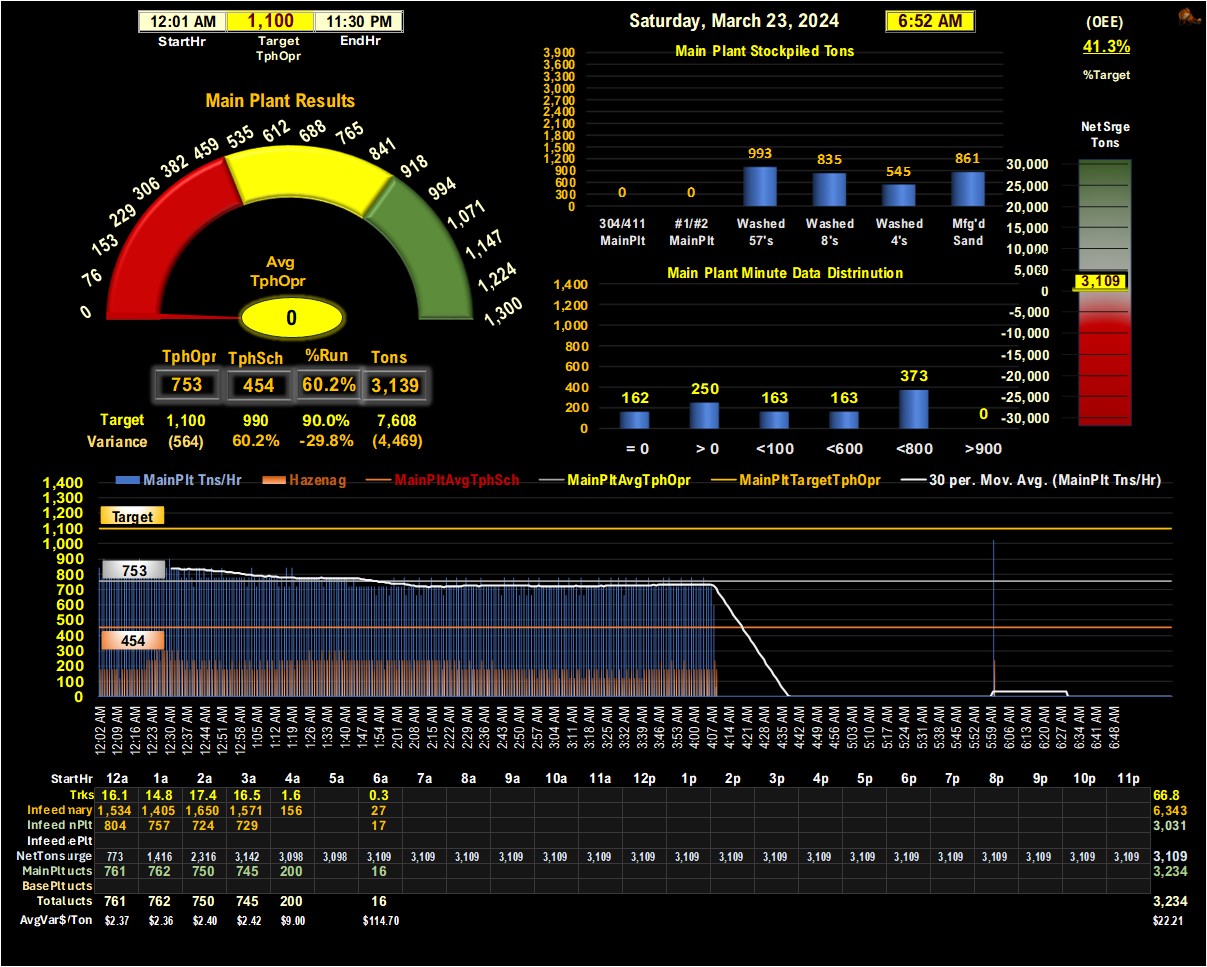 12:01 AM 1,100 11:30 PM
StartHr Target TphOpr EndHr
Saturday, March 23, 2024 6:52 AM
(OEE)
41.3%
%Target
Main Plant Results
0 76 153 229 306 382 459 535 612 688 765 841 918 994 1,071 1,147 1,224 1,300
Avg
TphOpr
0
TphOpr TphSch %Run Tons
753 454 60.2% 3,139
Target 1,100 990 90.0% 7,608
Variance (564) 60.2% -29.8% (4,469)
Main Plant Stockpiled Tons
3,900
3,600
3,300
3,000
2,700
2,400
2,100
1,800
1,500
1,200
900
600
300
0
0 0 993 835 545 861
304/411 #1/#2 Washed Washed Washed Mfg'd
MainPlt MainPlt 57's 8's 4's Sand
Main Plant Minute Data Distrinution
1,400
1,200
1,000
800
600
400
200
0
162 250 163 163 373 0
= 0 > 0 <100 <600 <800 >900
Net Srge
Tons
30,000
25,000
20,000
15,000
10,000
5,000
0
-5,000
-10,000
-15,000
-20,000
-25,000
-30,000
3,109
MainPlt Tns/Hr Hazenag MainPltAvgTphSch MainPltAvgTphOpr MainPltTargetTphOpr 30 per. Mov. Avg. (MainPlt Tns/Hr)
1,400
1,300
1,200
1,100
1,000
900
800
700
600
500
400
300
200
100
0
Target
753
454
12:02 AM 12:09 AM 12:16 AM 12:23 AM 12:30 AM 12:37 AM 12:44 AM 12:51 AM 12:58 AM 1:05 AM 1:12 AM 1:19 AM 1:26 AM 1:33 AM 1:40 AM 1:47 AM 1:54 AM 2:01 AM 2:08 AM 2:15 AM 2:22 AM 2:29 AM 2:36 AM 2:43 AM 2:50 AM 2:57 AM 3:04 AM 3:11 AM 3:18 AM 3:25 AM 3:32 AM 3:39 AM 3:46 AM 3:53 AM 4:00 AM 4:07 AM 4:14 AM 4:21 AM 4:28 AM 4:35 AM 4:42 AM 4:49 AM 4:56 AM 5:03 AM 5:10 AM 5:17 AM 5:24 AM 5:31 AM 5:38 AM 5:45 AM 5:52 AM 5:59 AM 6:06 AM 6:13 AM 6:20 AM 6:27 AM 6:34 AM 6:41 AM 6:48 AM
StartHr 12a 1a 2a 3a 4a 5a 6a 7a 8a 9a 10a 11a 12p 1p 2p 3p 4p 5p 6p 7p 8p 9p 10p 11p
Trks 16.1 14.8 17.4 16.5 1.6 0.3 66.8
Infeed nary 1,534 1,405 1,650 1,571 156 27 6,343
Infeed nPlt 804 757 724 729 17 3,031
Infeed ePlt
NetTons urge 773 1,416 2,316 3,142 3,098 3,098 3,109 3,109 3,109 3,109 3,109 3,109 3,109 3,109 3,109 3,109 3,109 3,109 3,109 3,109 3,109 3,109 3,109 3,109 3,109
MainPlt ucts 761 762 750 745 200 16 3,234
BasePlt ucts
Total ucts 761 762 750 745 200 16 3,234
AvgVar$/Ton $2.37 $2.36 $2.40 $2.42 $9.00 $114.70 $22.21